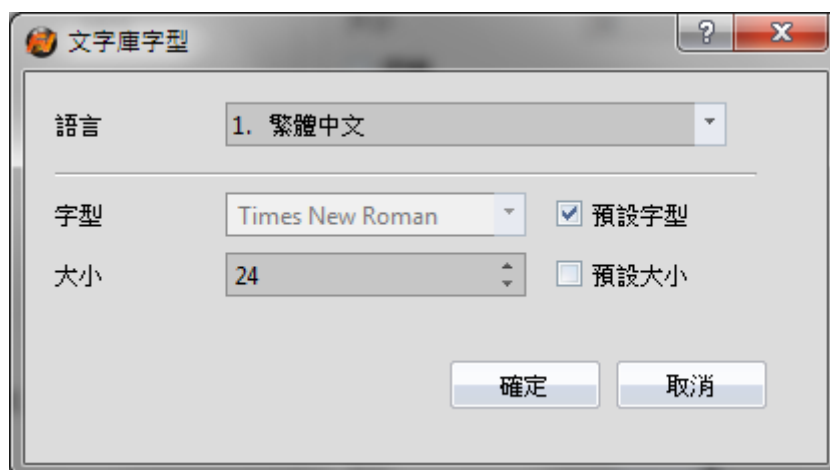 文字庫字型
語言 1. 繁體中文
字型 Times New Roman 預設字型
大小 24 預設大小
確定 取消